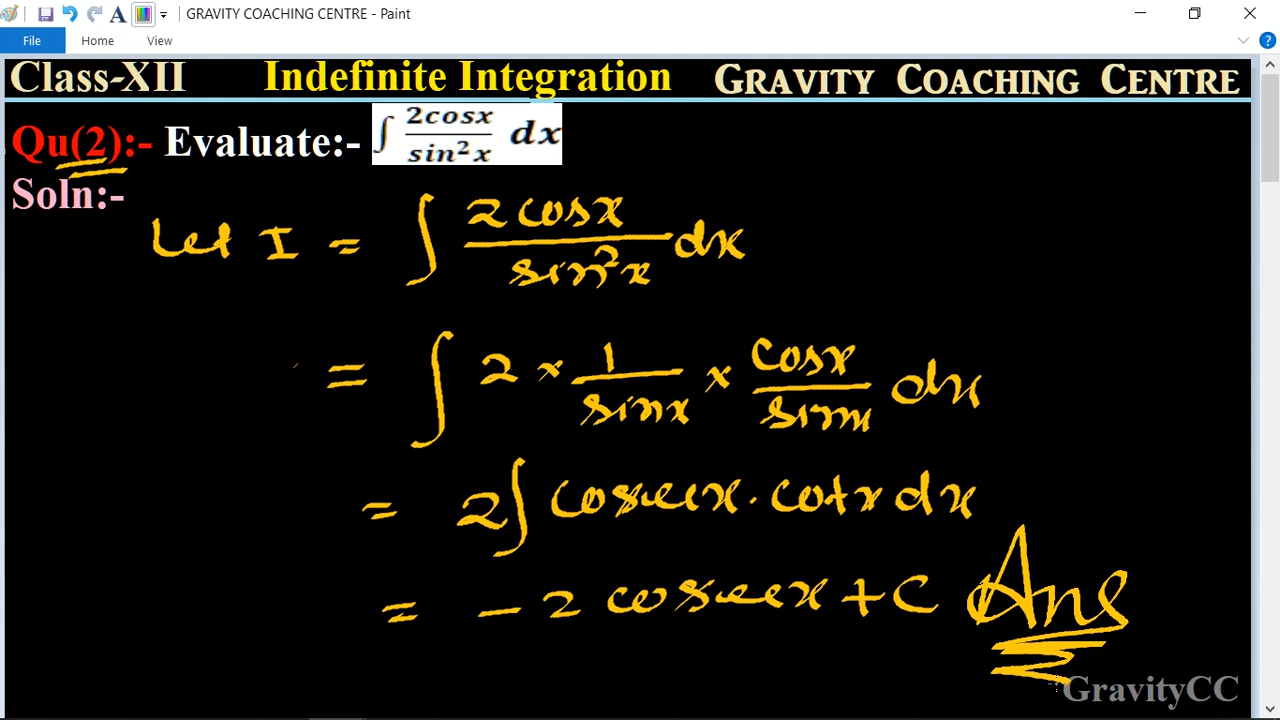 GRAVITY COACHING CENTRE - Paint
File Home View
Class-XII Indefinite Integration GRAVITY COACHING CENTRE
Qu(2):- Evaluate:- ∫ 2cosx/sin²x dx
Soln:-
Let I = ∫ 2cosx/sin²x dx
= ∫ 2 × 1/sinx × cosx/sinx dx
= 2∫ cosecx · cotx dx
= -2 cosecx + C Ans
GravityCC